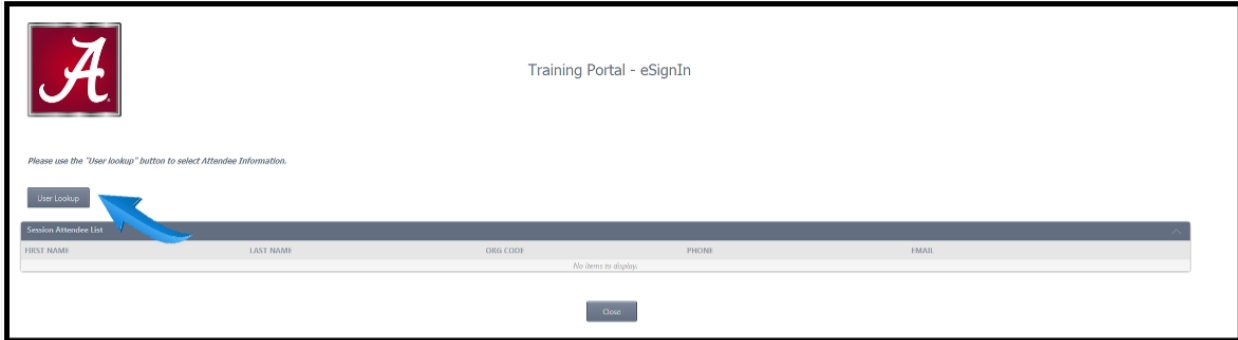 A
Training Portal - eSignIn
Please use the "User lookup" button to select Attendee Information.
User Lookup
Session Attendee List
FIRST NAME LAST NAME ORG CODE PHONE EMAIL
No items to display.
Close